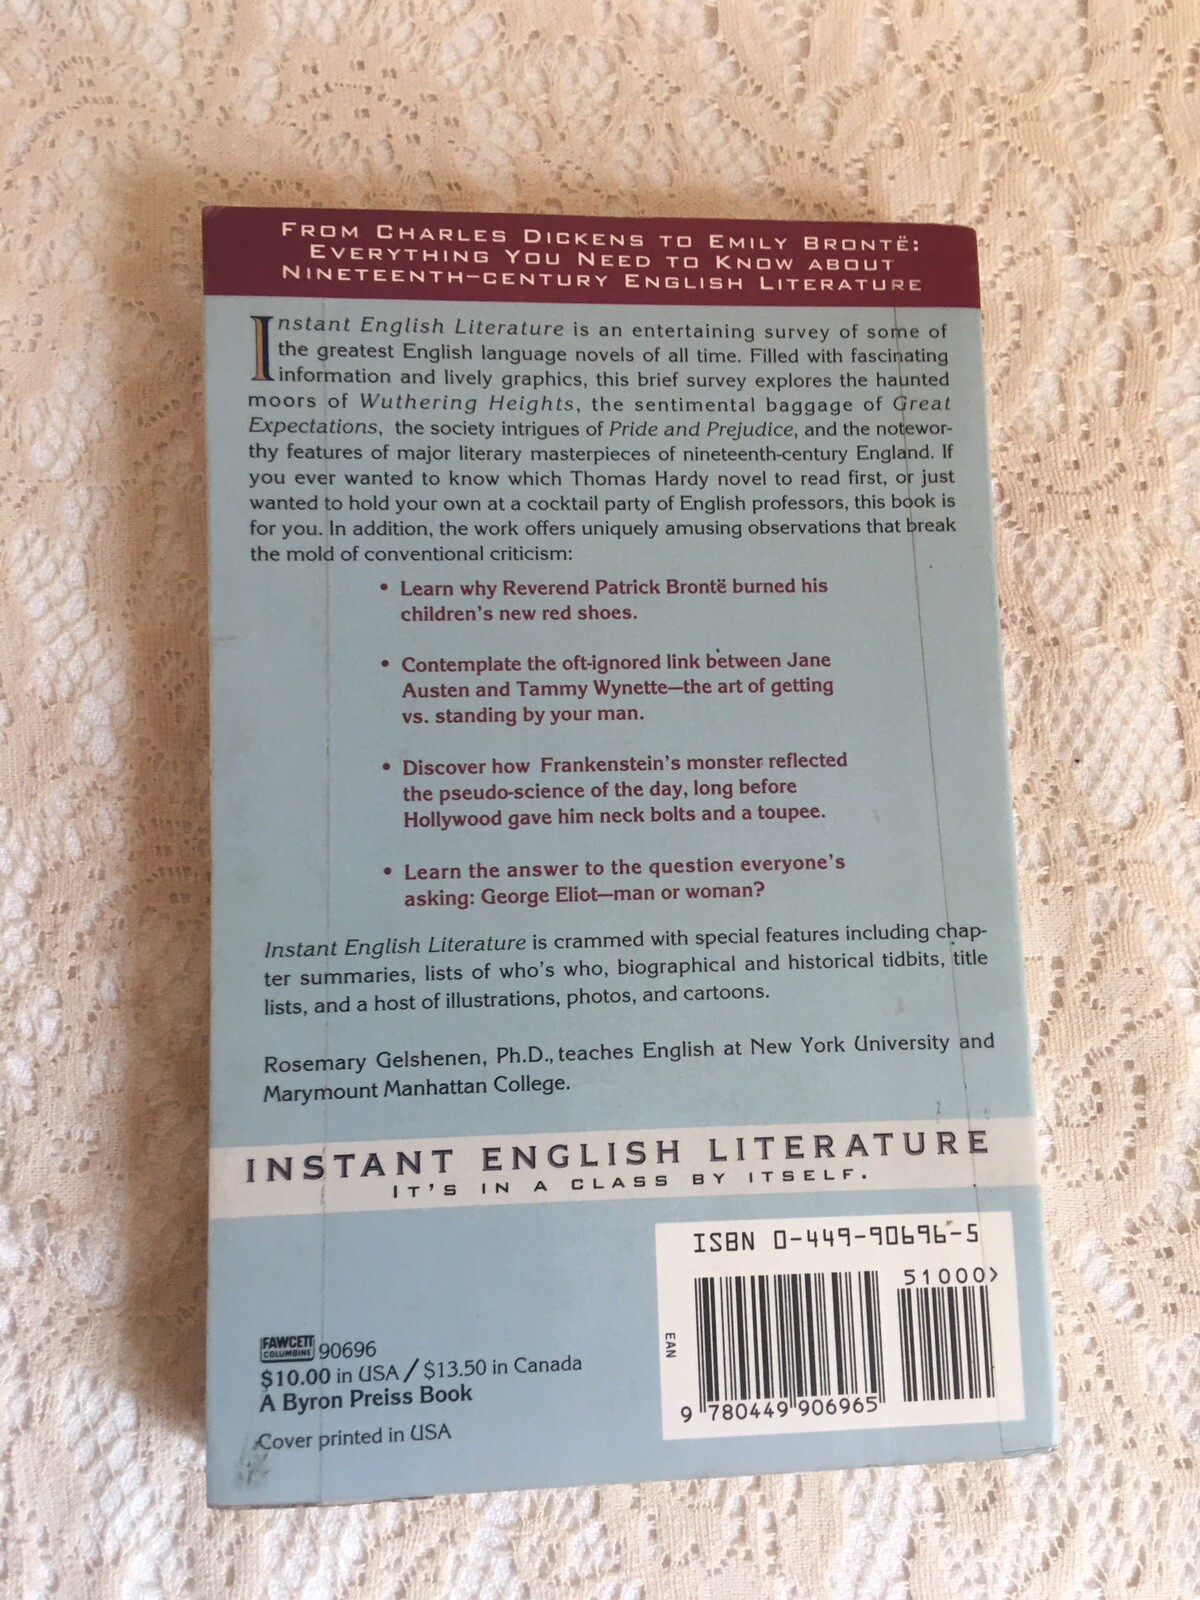 FROM CHARLES DICKENS TO EMILY BRONTË:
EVERYTHING YOU NEED TO KNOW ABOUT
NINETEENTH-CENTURY ENGLISH LITERATURE
Instant English Literature is an entertaining survey of some of
the greatest English language novels of all time. Filled with fascinating
information and lively graphics, this brief survey explores the haunted
moors of Wuthering Heights, the sentimental baggage of Great
Expectations, the society intrigues of Pride and Prejudice, and the notewor-
thy features of major literary masterpieces of nineteenth-century England. If
you ever wanted to know which Thomas Hardy novel to read first, or just
wanted to hold your own at a cocktail party of English professors, this book is
for you. In addition, the work offers uniquely amusing observations that break
the mold of conventional criticism:
• Learn why Reverend Patrick Brontë burned his
children's new red shoes.
• Contemplate the oft-ignored link between Jane
Austen and Tammy Wynette—the art of getting
vs. standing by your man.
• Discover how Frankenstein's monster reflected
the pseudo-science of the day, long before
Hollywood gave him neck bolts and a toupee.
• Learn the answer to the question everyone's
asking: George Eliot—man or woman?
Instant English Literature is crammed with special features including chap-
ter summaries, lists of who's who, biographical and historical tidbits, title
lists, and a host of illustrations, photos, and cartoons.
Rosemary Gelshenen, Ph.D., teaches English at New York University and
Marymount Manhattan College.
INSTANT ENGLISH LITERATURE
IT'S IN A CLASS BY ITSELF.
ISBN 0-449-90696-5
51000>
EAN
9 780449 906965
FAWCETT
COLUMBINE 90696
$10.00 in USA / $13.50 in Canada
A Byron Preiss Book
Cover printed in USA